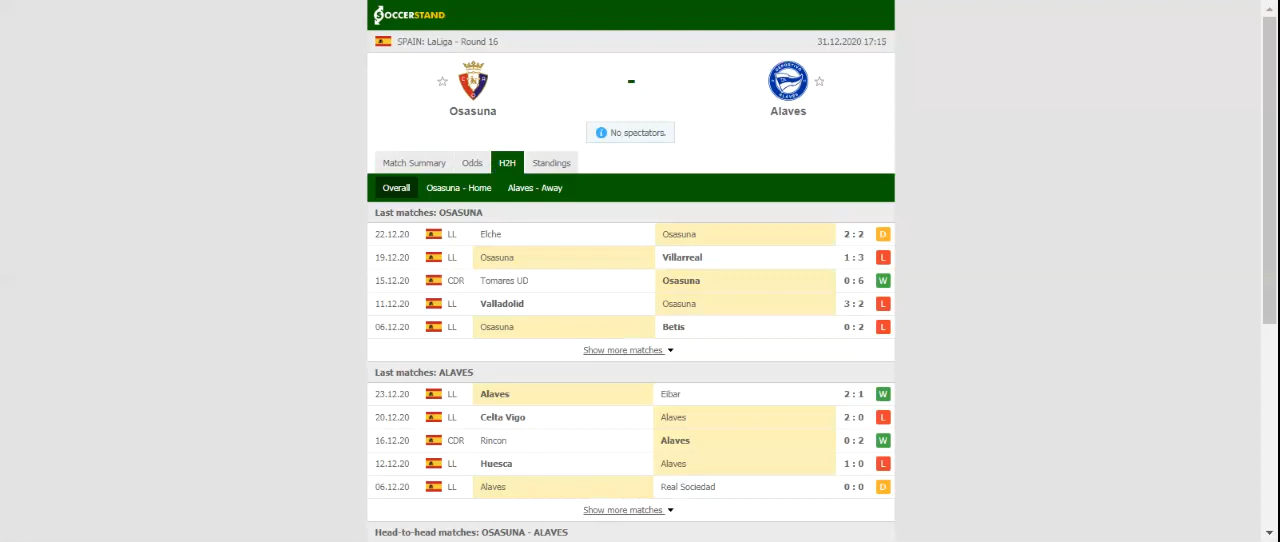 SOCCERSTAND
SPAIN: LaLiga - Round 16 31.12.2020 17:15
-
Osasuna Alaves
No spectators.
Match Summary Odds H2H Standings
Overall Osasuna - Home Alaves - Away
Last matches: OSASUNA
22.12.20 LL Elche Osasuna 2 : 2 D
19.12.20 LL Osasuna Villarreal 1 : 3 L
15.12.20 CDR Tomares UD Osasuna 0 : 6 W
11.12.20 LL Valladolid Osasuna 3 : 2 L
06.12.20 LL Osasuna Betis 0 : 2 L
Show more matches
Last matches: ALAVES
23.12.20 LL Alaves Eibar 2 : 1 W
20.12.20 LL Celta Vigo Alaves 2 : 0 L
16.12.20 CDR Rincon Alaves 0 : 2 W
12.12.20 LL Huesca Alaves 1 : 0 L
06.12.20 LL Alaves Real Sociedad 0 : 0 D
Show more matches
Head-to-head matches: OSASUNA - ALAVES